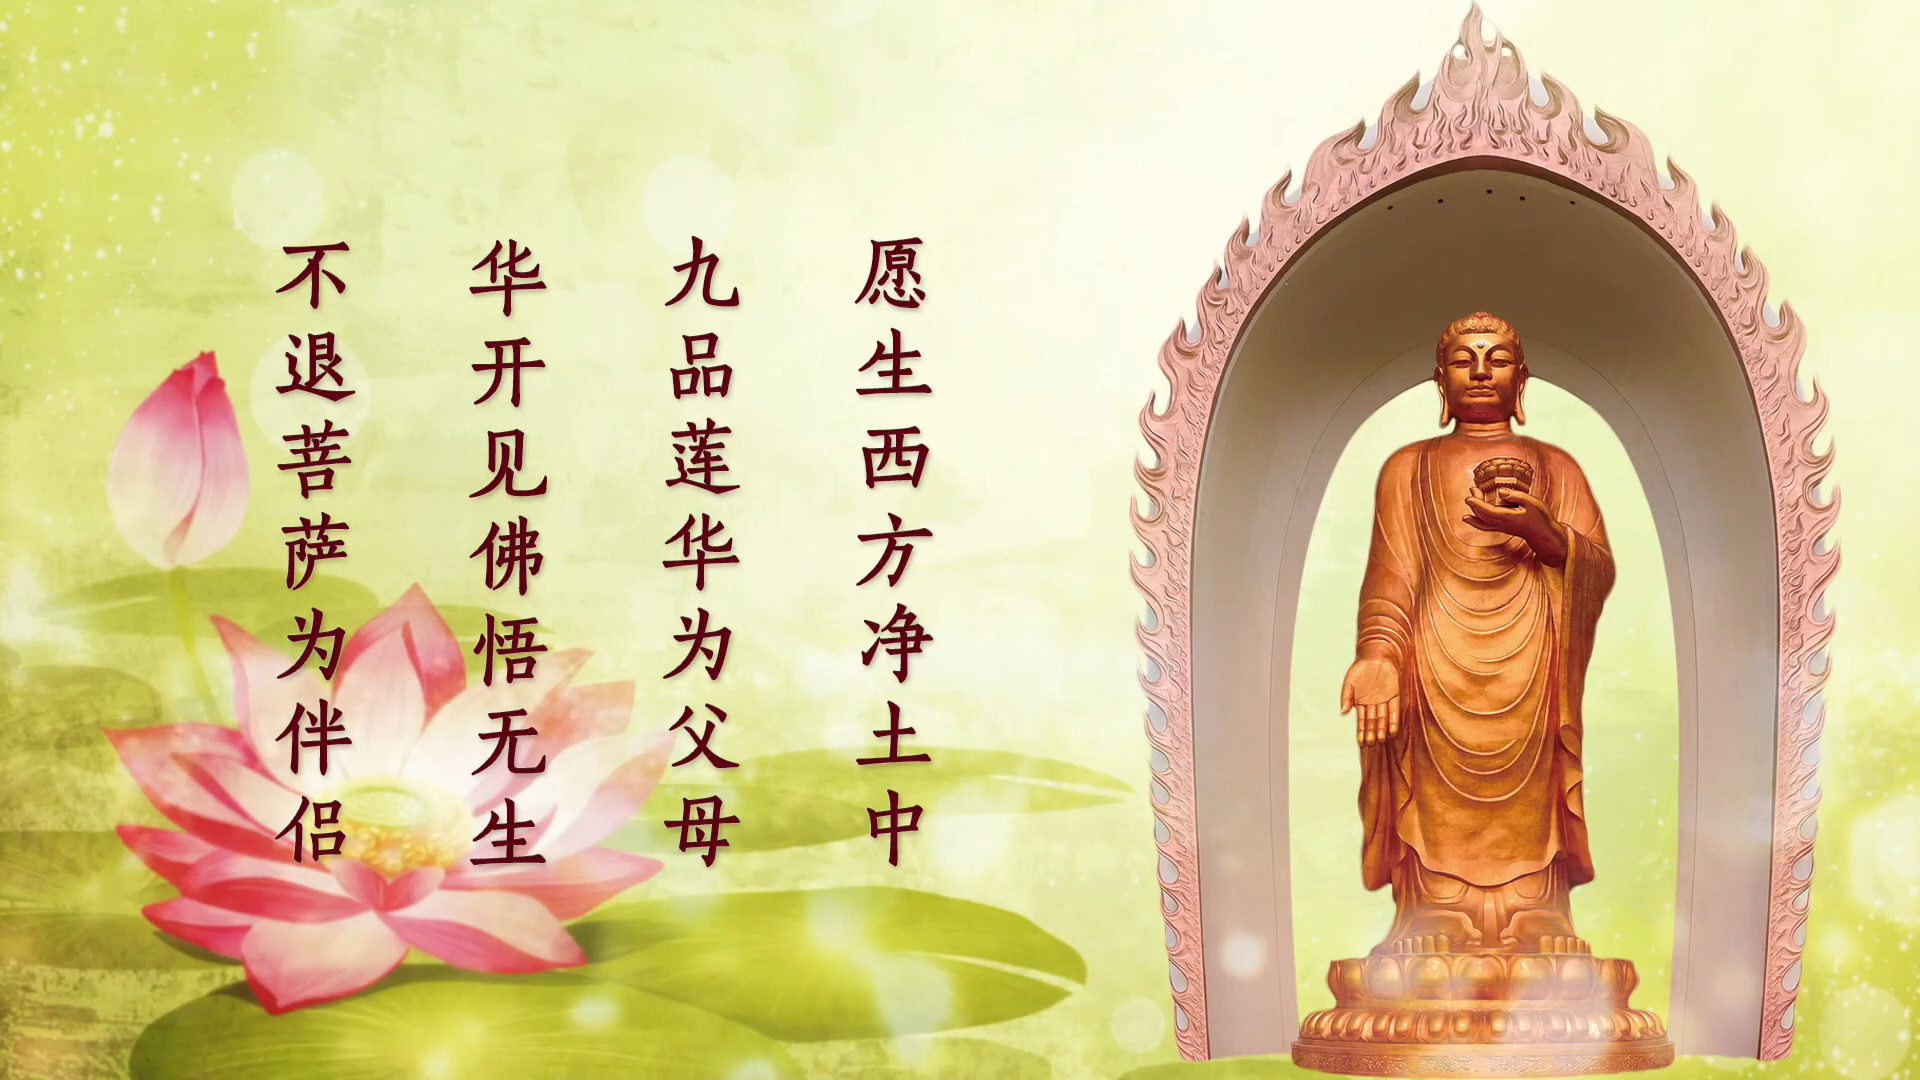 愿生西方净土中
九品莲华为父母
华开见佛悟无生
不退菩萨为伴侣